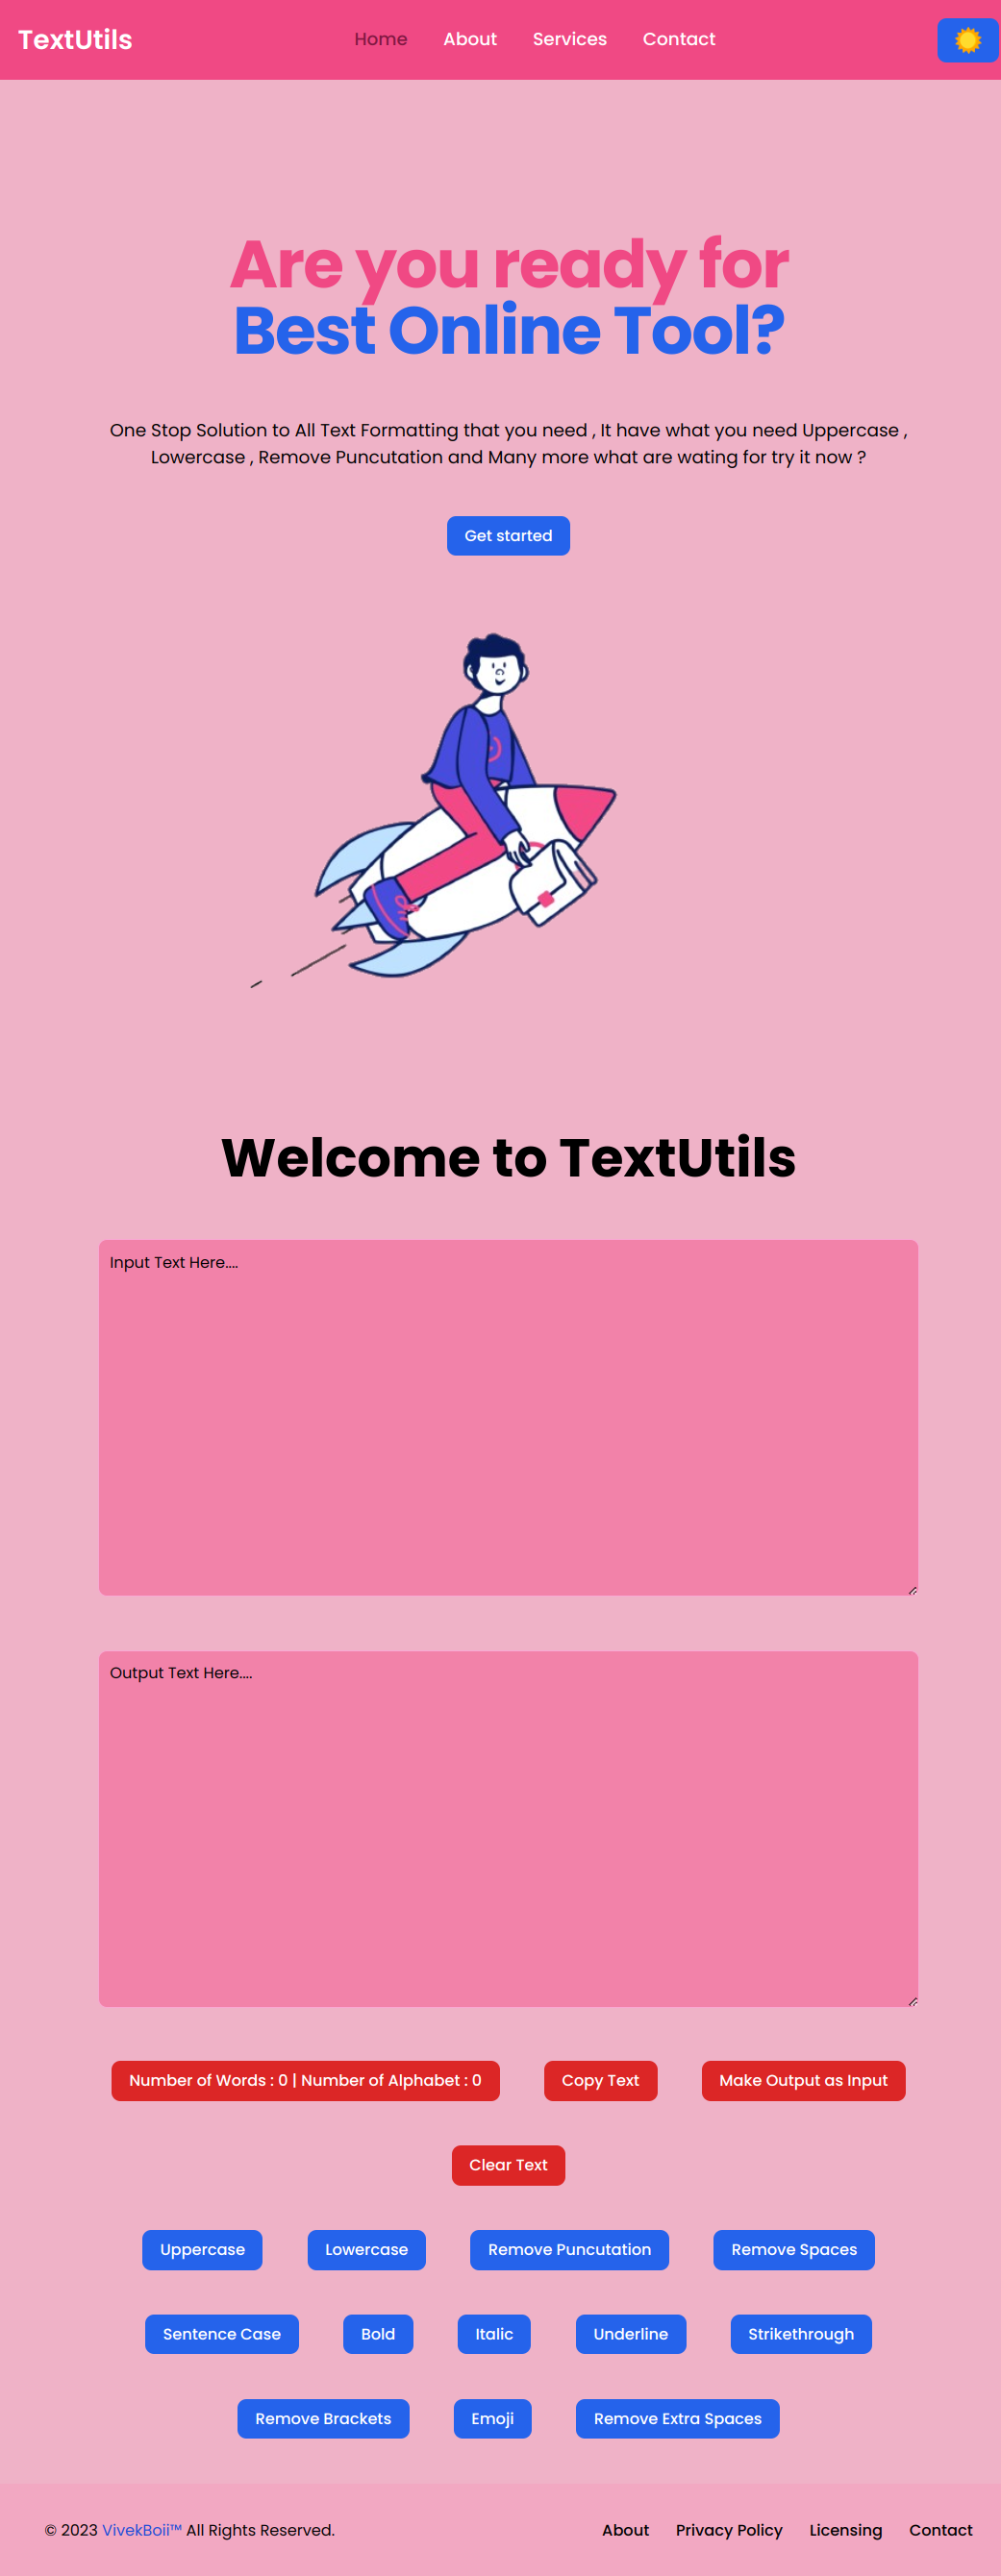 TextUtils Home About Services Contact
Are you ready for
Best Online Tool?
One Stop Solution to All Text Formatting that you need , It have what you need Uppercase ,
Lowercase , Remove Puncutation and Many more what are wating for try it now ?
Get started
Welcome to TextUtils
Input Text Here....
Output Text Here....
Number of Words : 0 | Number of Alphabet : 0 Copy Text Make Output as Input
Clear Text
Uppercase Lowercase Remove Puncutation Remove Spaces
Sentence Case Bold Italic Underline Strikethrough
Remove Brackets Emoji Remove Extra Spaces
© 2023 VivekBoii™ All Rights Reserved. About Privacy Policy Licensing Contact